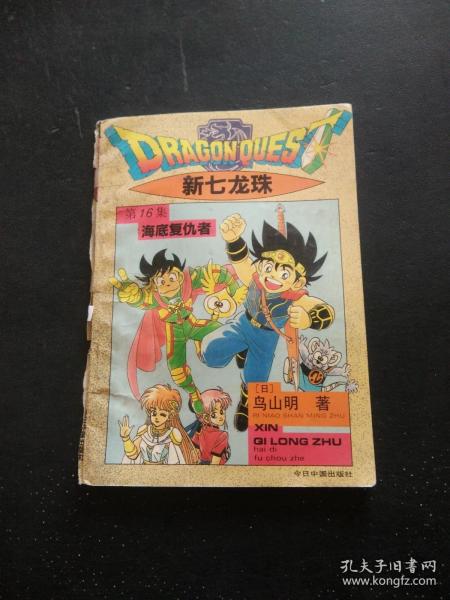 DRAGON QUEST
新七龙珠
第16集
海底复仇者
[日]
鸟山明 著
RI NIAO SHAN MING ZHU
XIN
QI LONG ZHU
hai di
fu chou zhe
今日中国出版社
孔夫子旧书网
www.kongfz.com